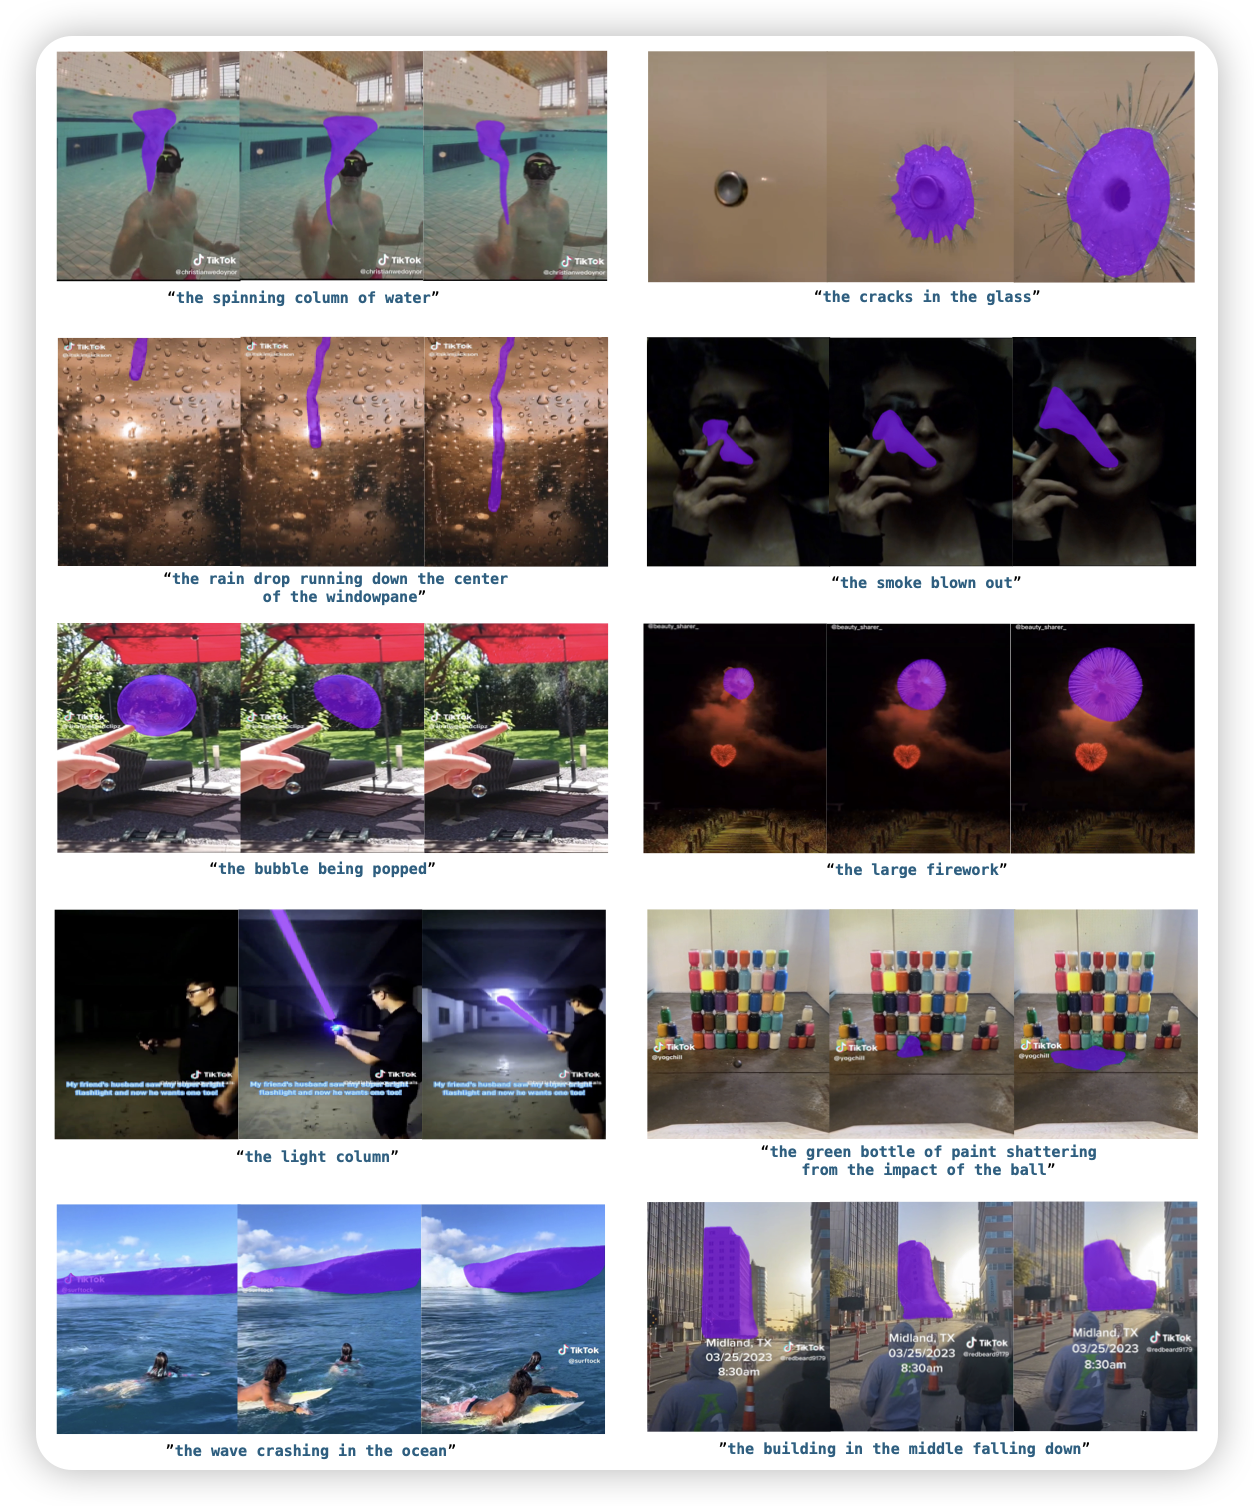 TikTok
@christianwedoynor
TikTok
@christianwedoynor
TikTok
@christianwedoynor
“the spinning column of water”
“the cracks in the glass”
TikTok
TikTok
TikTok
“the rain drop running down the center
of the windowpane”
“the smoke blown out”
TikTok
TikTok
TikTok
“the bubble being popped”
@beauty_sharer_
@beauty_sharer_
@beauty_sharer_
“the large firework”
TikTok
My friend's husband saw my super bright
flashlight and now he wants one too!
TikTok
My friend's husband saw my super bright
flashlight and now he wants one too!
TikTok
My friend's husband saw my super bright
flashlight and now he wants one too!
“the light column”
TikTok
@yogchill
TikTok
@yogchill
TikTok
@yogchill
“the green bottle of paint shattering
from the impact of the ball”
TikTok
@surftock
@surftock
TikTok
@surftock
”the wave crashing in the ocean”
Midland, TX
03/25/2023
8:30am
TikTok
@redbeard9179
Midland, TX
03/25/2023
8:30am
TikTok
@redbeard9179
Midland, TX
03/25/2023
8:30am
TikTok
@redbeard9179
”the building in the middle falling down”